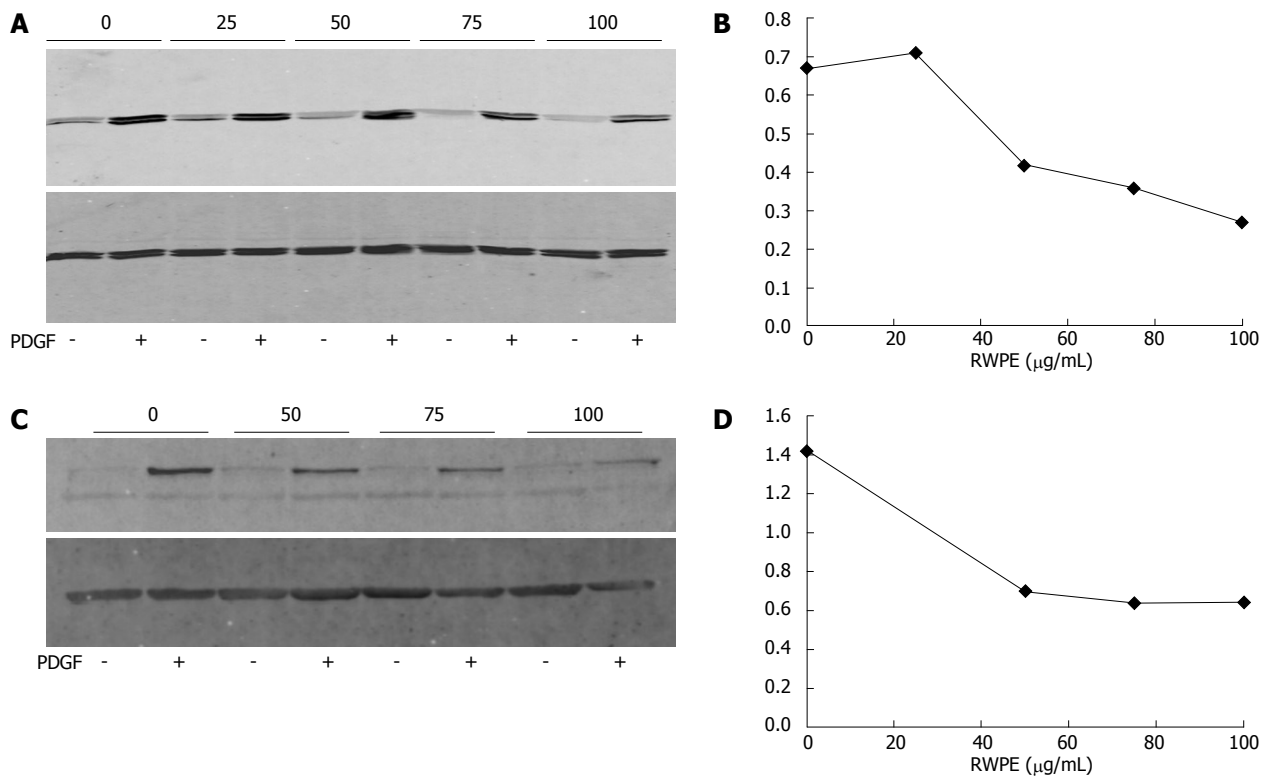 A
0 25 50 75 100
PDGF - + - + - + - + - +
B
0.8
0.7
0.6
0.5
0.4
0.3
0.2
0.1
0.0
0 20 40 60 80 100
RWPE (μg/mL)
C
0 50 75 100
PDGF - + - + - + - +
D
1.6
1.4
1.2
1.0
0.8
0.6
0.4
0.2
0.0
0 20 40 60 80 100
RWPE (μg/mL)